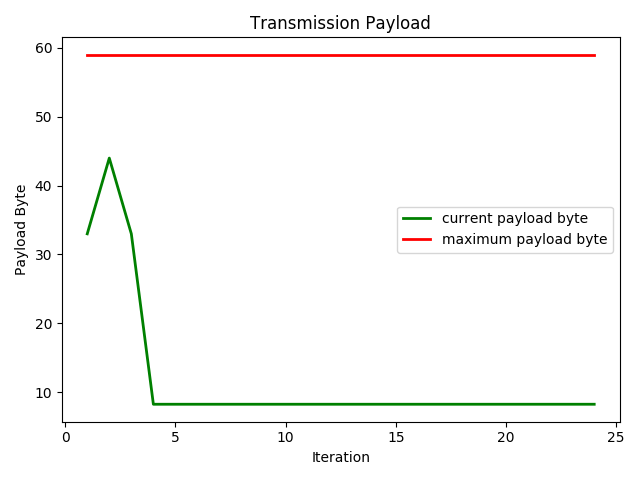 Transmission Payload
60
50
40
30
20
10
Payload Byte
current payload byte
maximum payload byte
0 5 10 15 20 25
Iteration